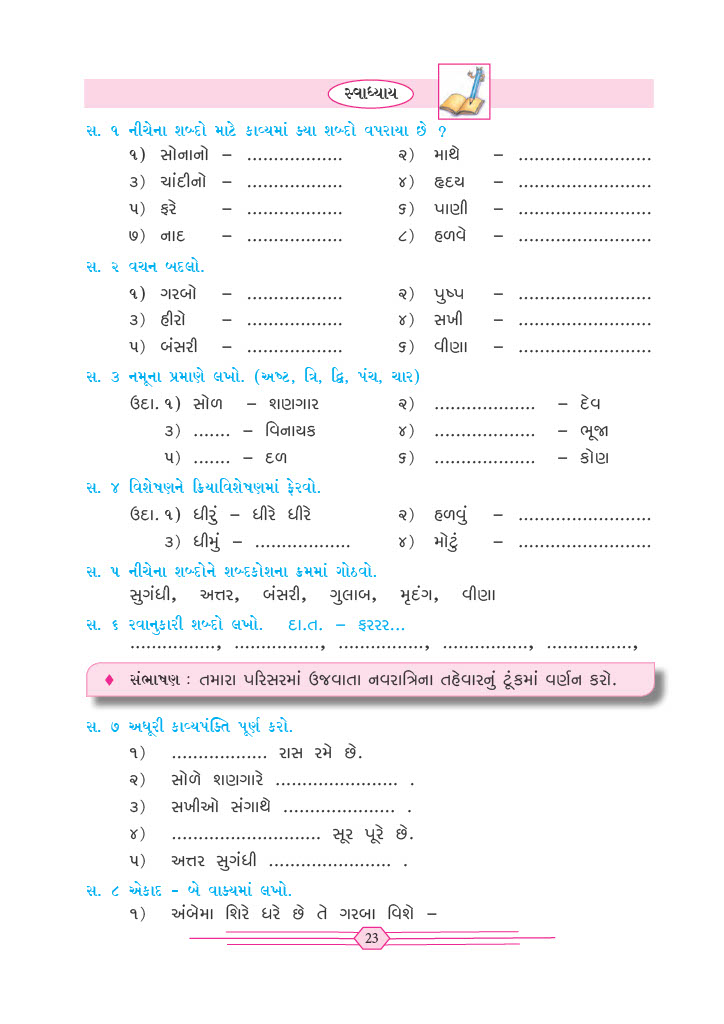 સ્વાધ્યાય
સ. ૧ નીચેના શબ્દો માટે કાવ્યમાં ક્યા શબ્દો વપરાયા છે ?
૧) સોનાનો – .................. ૨) માથે – .........................
૩) ચાંદીનો – .................. ૪) હૃદય – .........................
૫) ફરે – .................. ૬) પાણી – .........................
૭) નાદ – .................. ૮) હળવે – .........................
સ. ૨ વચન બદલો.
૧) ગરબો – .................. ૨) પુષ્પ – .........................
૩) હીરો – .................. ૪) સખી – .........................
૫) બંસરી – .................. ૬) વીણા – .........................
સ. ૩ નમૂના પ્રમાણે લખો. (અષ્ટ, ત્રિ, દ્વિ, પંચ, ચાર)
ઉદા. ૧) સોળ – શણગાર ૨) ................... – દેવ
૩) ....... – વિનાયક ૪) ................... – ભૂજા
૫) ....... – દળ ૬) ................... – કોણ
સ. ૪ વિશેષણને ક્રિયાવિશેષણમાં ફેરવો.
ઉદા. ૧) ધીરું – ધીરે ધીરે ૨) હળવું – .........................
૩) ધીમું – .................. ૪) મોટું – .........................
સ. ૫ નીચેના શબ્દોને શબ્દકોશના ક્રમમાં ગોઠવો.
સુગંધી, અત્તર, બંસરી, ગુલાબ, મૃદંગ, વીણા
સ. ૬ રવાનુકારી શબ્દો લખો. દા.ત. – ફરરર...
................, ................, ................, ................, ................,
♦ સંભાષણ : તમારા પરિસરમાં ઉજવાતા નવરાત્રિના તહેવારનું ટૂંકમાં વર્ણન કરો.
સ. ૭ અધૂરી કાવ્યપંક્તિ પૂર્ણ કરો.
૧) .................. રાસ રમે છે.
૨) સોળે શણગારે ....................... .
૩) સખીઓ સંગાથે ..................... .
૪) ............................ સૂર પૂરે છે.
૫) અત્તર સુગંધી ....................... .
સ. ૮ એકાદ - બે વાક્યમાં લખો.
૧) અંબેમા શિરે ધરે છે તે ગરબા વિશે –
23